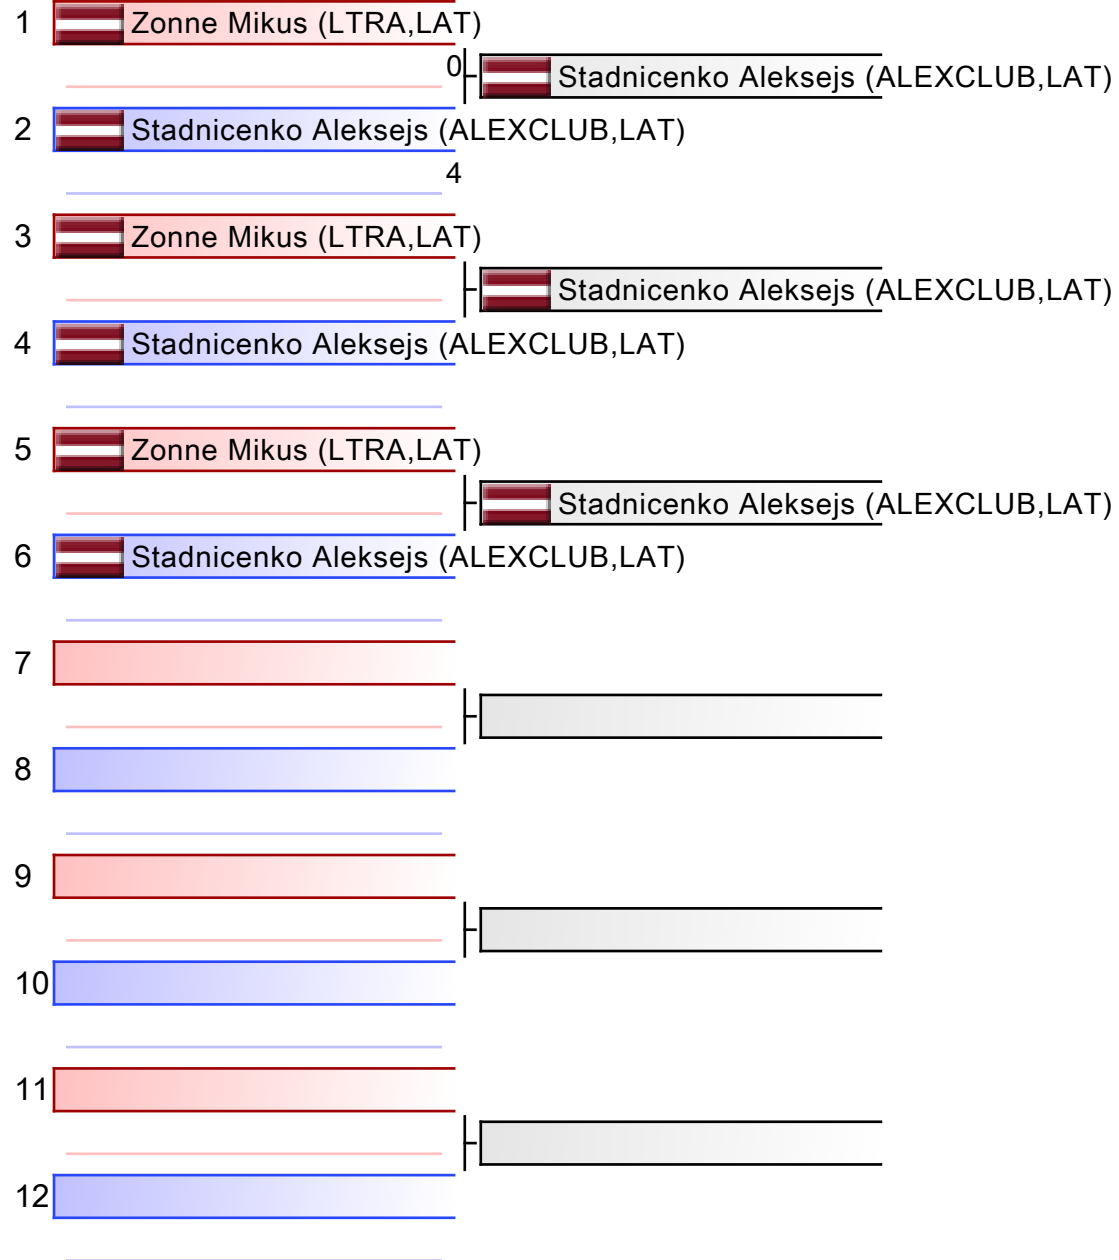 1 Zonne Mikus (LTRA,LAT)
0 Stadnicenko Aleksejs (ALEXCLUB,LAT)
2 Stadnicenko Aleksejs (ALEXCLUB,LAT)
4
3 Zonne Mikus (LTRA,LAT)
Stadnicenko Aleksejs (ALEXCLUB,LAT)
4 Stadnicenko Aleksejs (ALEXCLUB,LAT)
5 Zonne Mikus (LTRA,LAT)
Stadnicenko Aleksejs (ALEXCLUB,LAT)
6 Stadnicenko Aleksejs (ALEXCLUB,LAT)
7
8
9
10
11
12